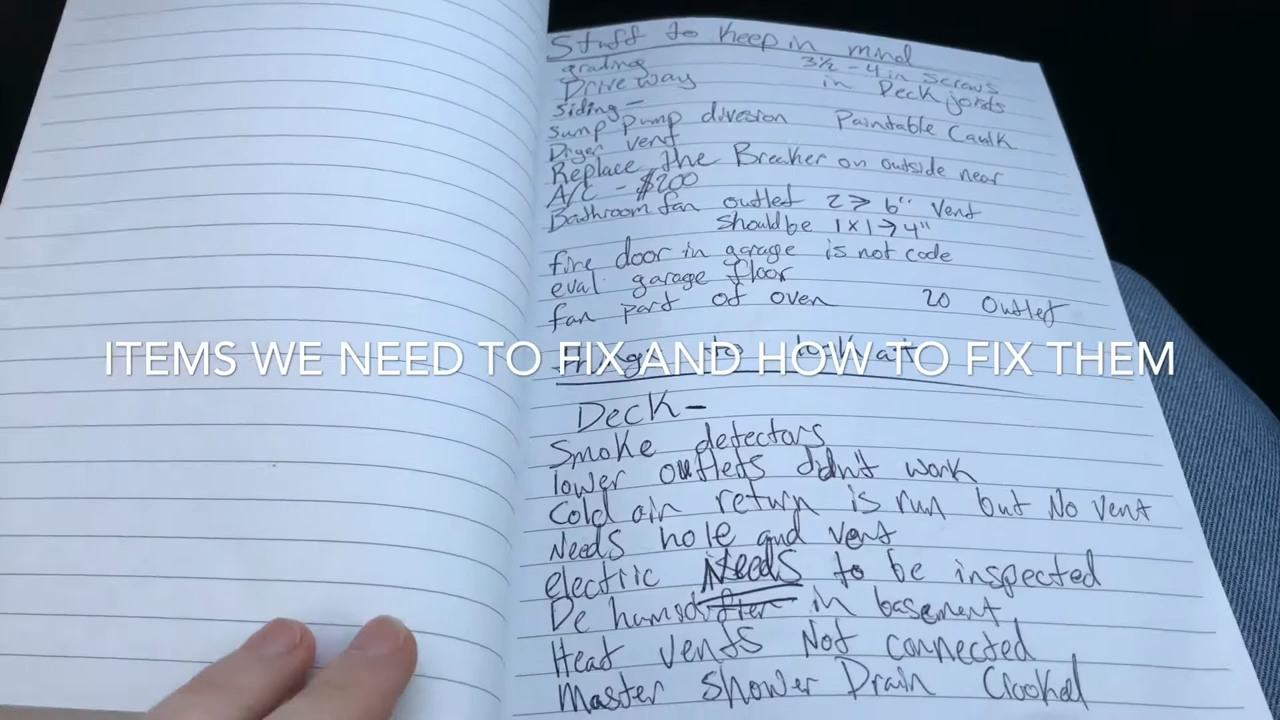 Stuff to Keep in mind
grading
3½ - 4 in screws
Driveway
in Deck joists
Siding -
Sump pump divesion Paintable Caulk
Dryer vent
Replace the Breaker on outside near
A/C - $200
Bathroom fan outlet 2 → 6" Vent
should be 1x1 → 4"
fire door in garage is not code
eval garage floor
fan part of oven 20 Outlet
ITEMS WE NEED TO FIX AND HOW TO FIX THEM
Deck -
Smoke detectors
lower outlets didn't work
Cold air return is run but No vent
Needs hole and vent
electric Needs to be inspected
in basement
Heat vents Not connected
Master Shower Drain Crooked